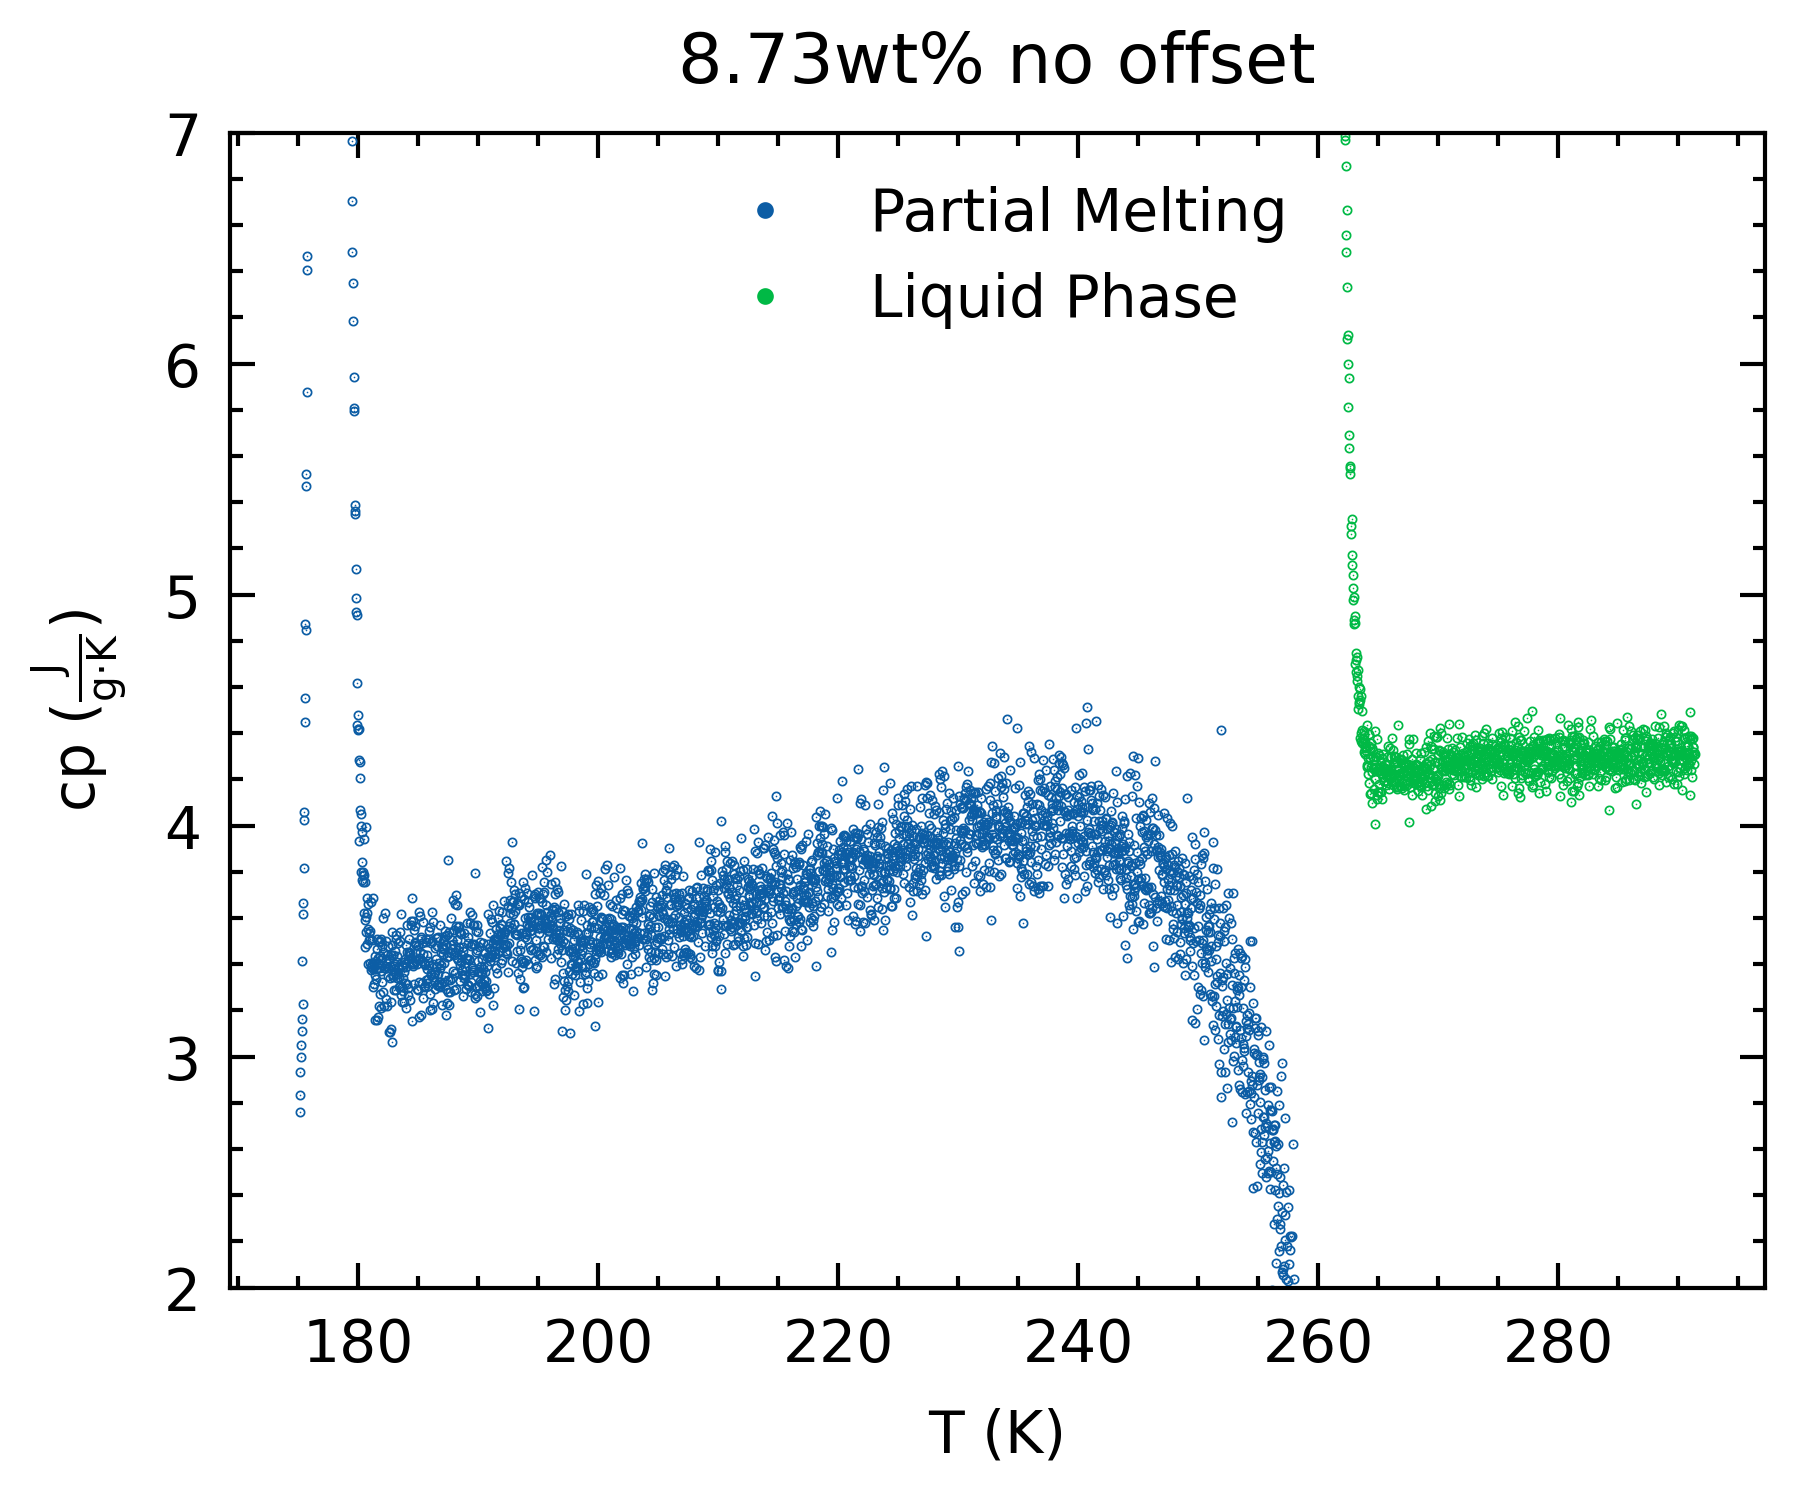 8.73wt% no offset
7
6
5
4
3
2
cp (J/g·K)
Partial Melting
Liquid Phase
180 200 220 240 260 280
T (K)